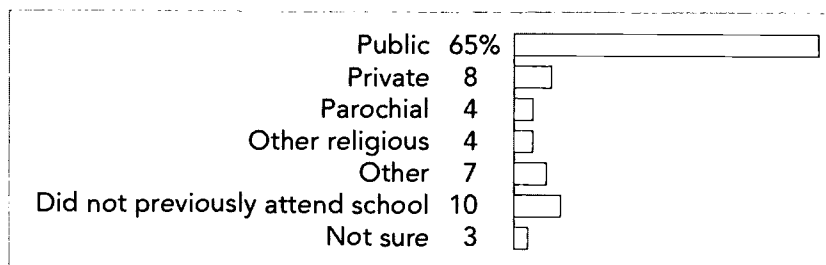 Public 65%
Private 8
Parochial 4
Other religious 4
Other 7
Did not previously attend school 10
Not sure 3